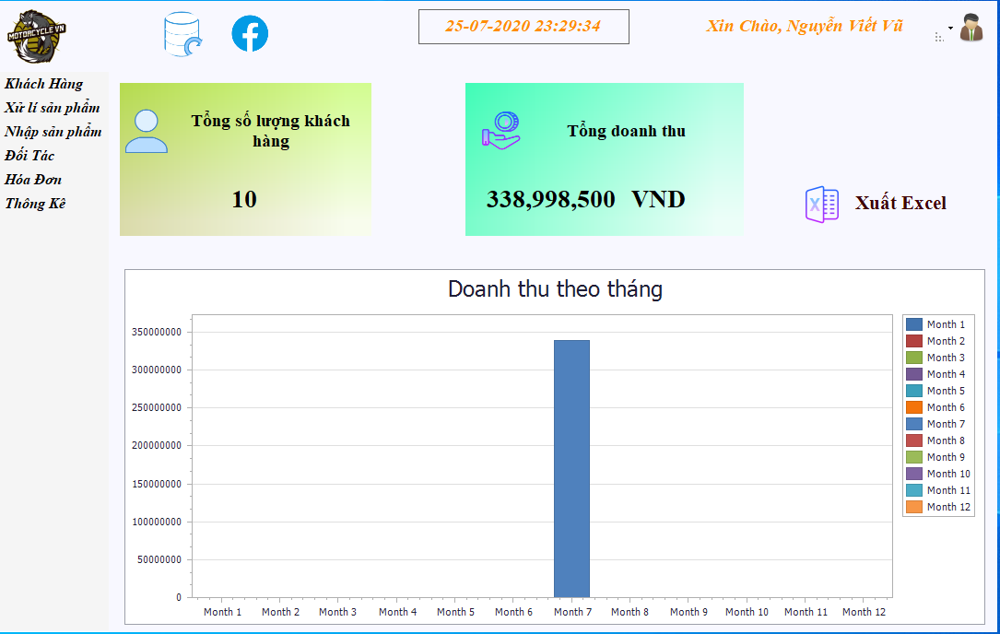 MOTORCYCLE VN
25-07-2020 23:29:34
Xin Chào, Nguyễn Viết Vũ
Khách Hàng
Xử lí sản phẩm
Nhập sản phẩm
Đối Tác
Hóa Đơn
Thông Kê
Tổng số lượng khách
hàng
10
Tổng doanh thu
338,998,500 VND
Xuất Excel
Doanh thu theo tháng
350000000
300000000
250000000
200000000
150000000
100000000
50000000
0
Month 1 Month 2 Month 3 Month 4 Month 5 Month 6 Month 7 Month 8 Month 9 Month 10 Month 11 Month 12
Month 1
Month 2
Month 3
Month 4
Month 5
Month 6
Month 7
Month 8
Month 9
Month 10
Month 11
Month 12